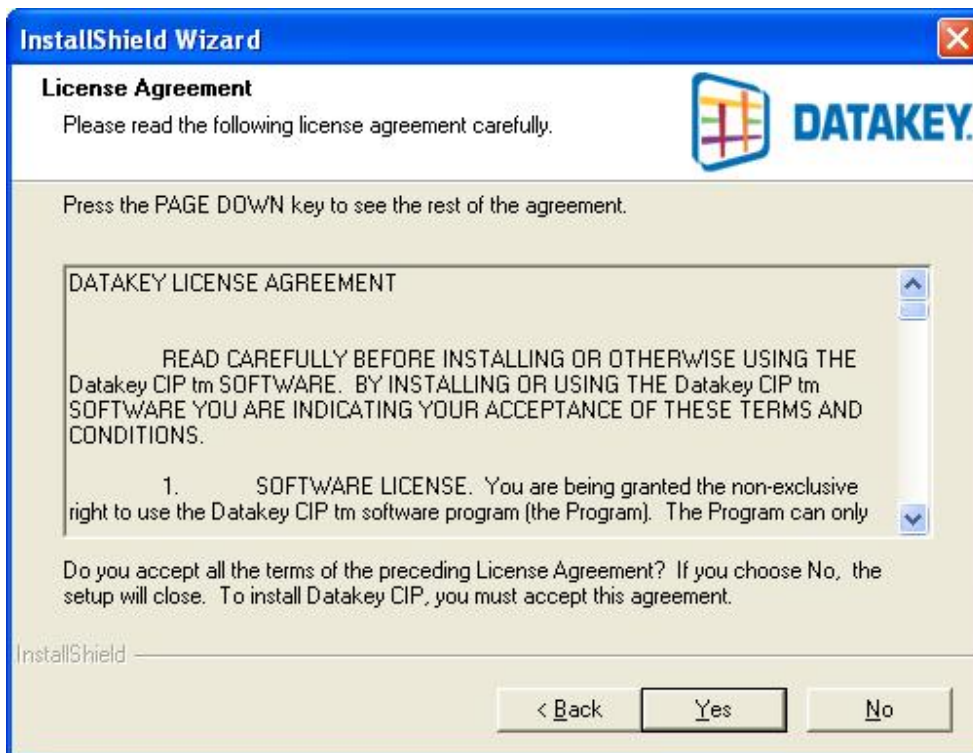 InstallShield Wizard
License Agreement
Please read the following license agreement carefully.
DATAKEY.
Press the PAGE DOWN key to see the rest of the agreement.
DATAKEY LICENSE AGREEMENT
READ CAREFULLY BEFORE INSTALLING OR OTHERWISE USING THE
Datakey CIP tm SOFTWARE.  BY INSTALLING OR USING THE Datakey CIP tm
SOFTWARE YOU ARE INDICATING YOUR ACCEPTANCE OF THESE TERMS AND
CONDITIONS.
1. SOFTWARE LICENSE.  You are being granted the non-exclusive
right to use the Datakey CIP tm software program (the Program).  The Program can only
Do you accept all the terms of the preceding License Agreement?  If you choose No,  the
setup will close.  To install Datakey CIP, you must accept this agreement.
InstallShield
< Back
Yes
No